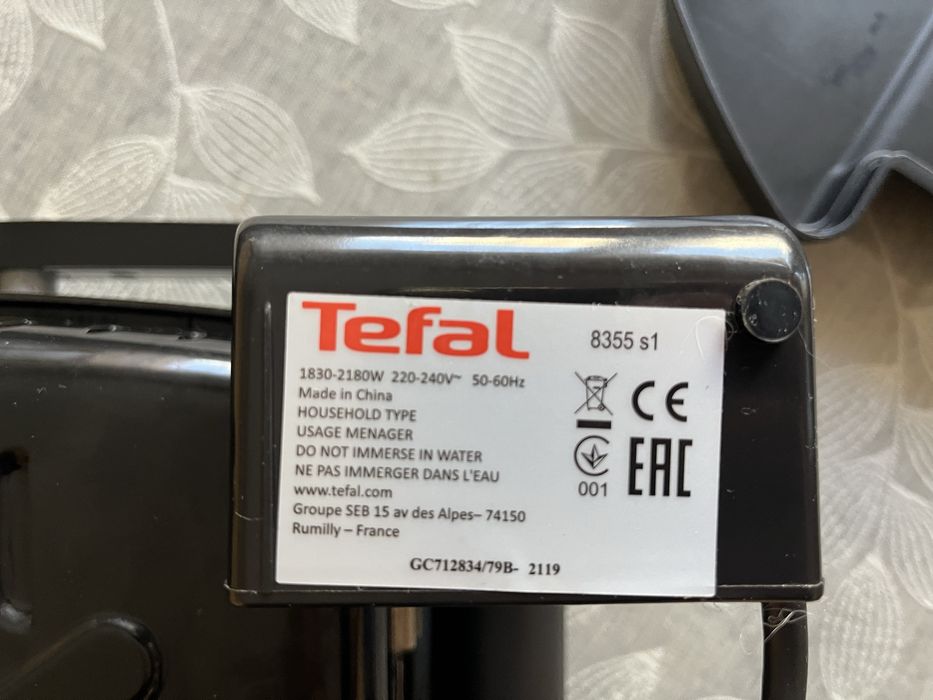 Tefal
8355 s1
1830-2180W 220-240V~ 50-60Hz
Made in China
HOUSEHOLD TYPE
USAGE MENAGER
DO NOT IMMERSE IN WATER
NE PAS IMMERGER DANS L'EAU
www.tefal.com
Groupe SEB 15 av des Alpes– 74150
Rumilly – France
CE
EAC
001
GC712834/79B- 2119